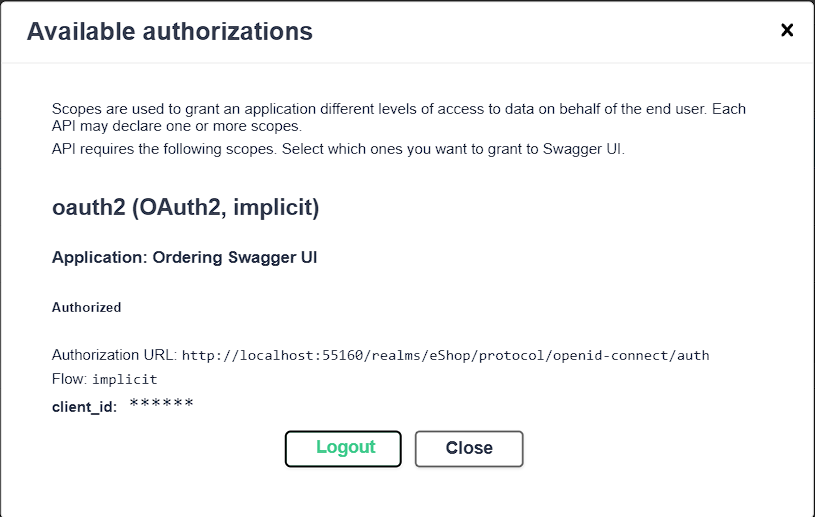 Available authorizations
Scopes are used to grant an application different levels of access to data on behalf of the end user. Each
API may declare one or more scopes.
API requires the following scopes. Select which ones you want to grant to Swagger UI.
oauth2 (OAuth2, implicit)
Application: Ordering Swagger UI
Authorized
Authorization URL: http://localhost:55160/realms/eShop/protocol/openid-connect/auth
Flow: implicit
client_id: ******
Logout Close